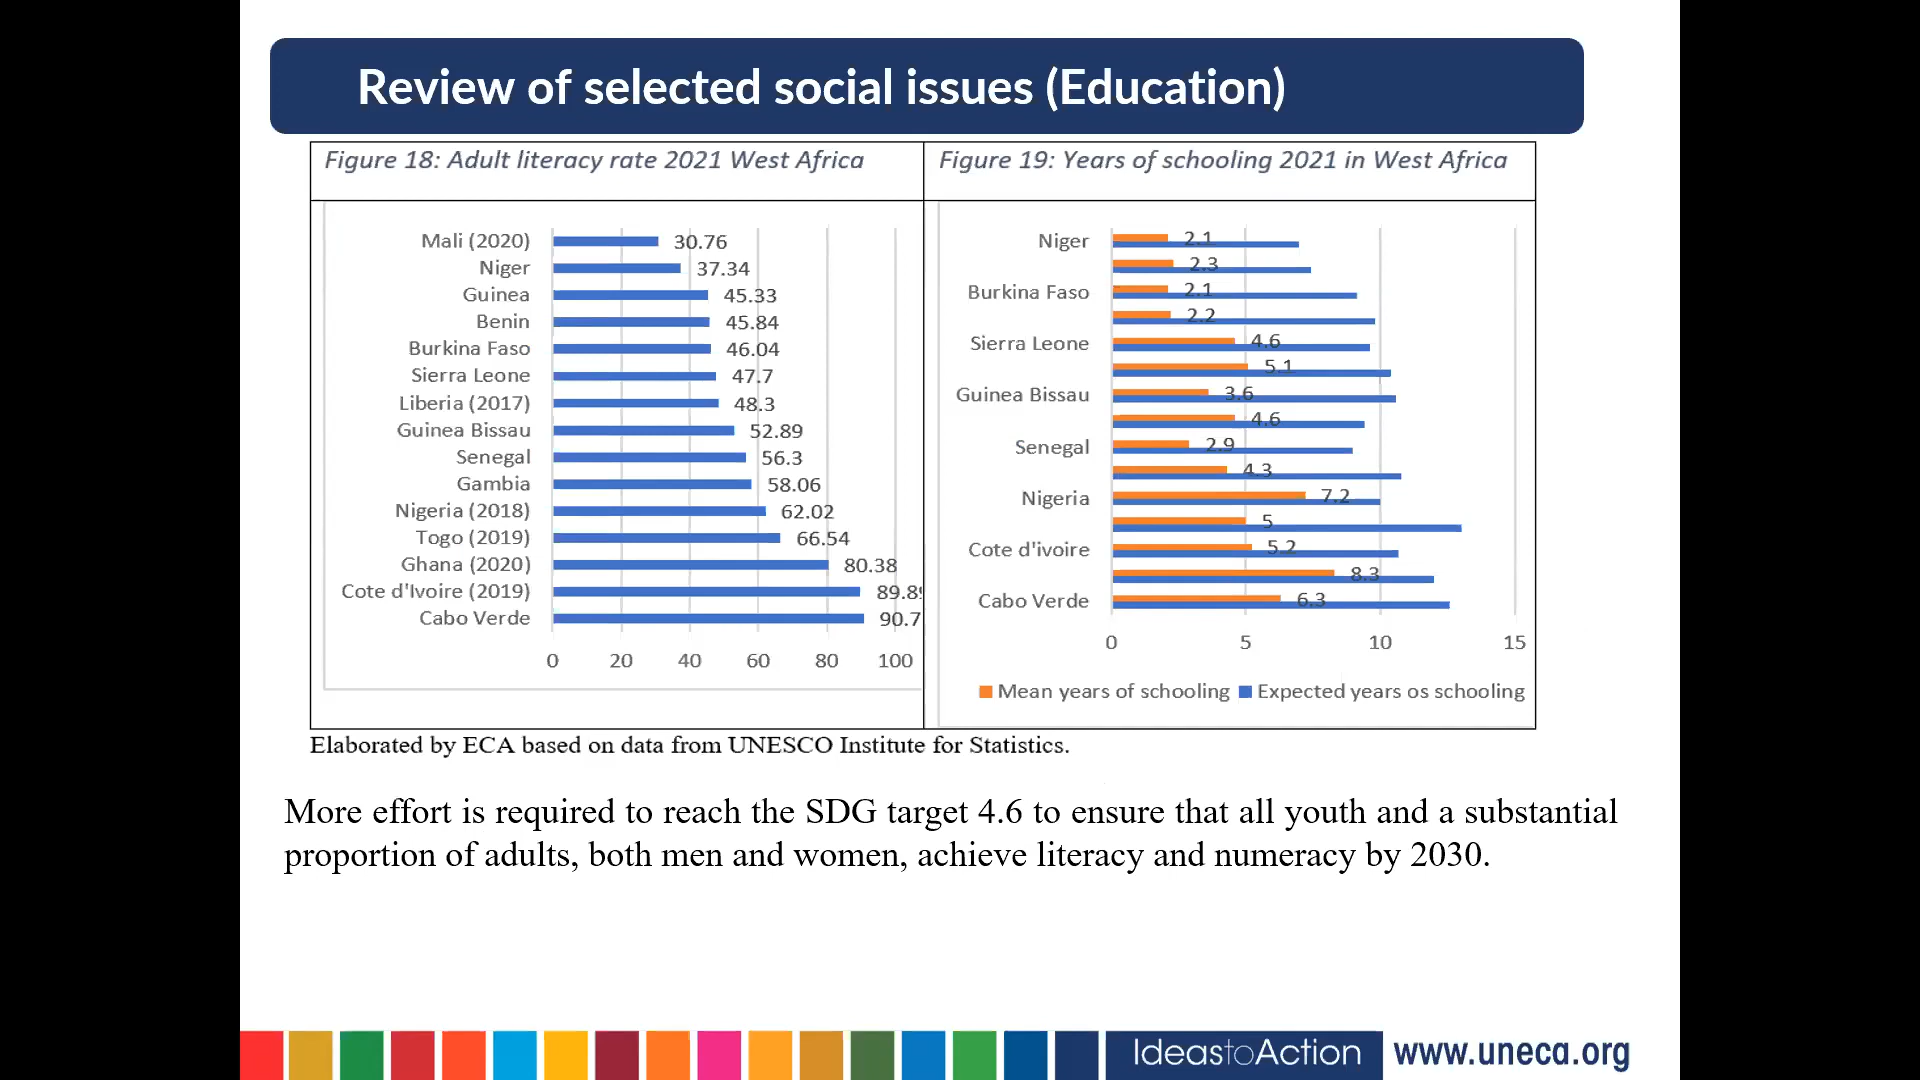 Review of selected social issues (Education)
Figure 18: Adult literacy rate 2021 West Africa
Mali (2020) 30.76
Niger 37.34
Guinea 45.33
Benin 45.84
Burkina Faso 46.04
Sierra Leone 47.7
Liberia (2017) 48.3
Guinea Bissau 52.89
Senegal 56.3
Gambia 58.06
Nigeria (2018) 62.02
Togo (2019) 66.54
Ghana (2020) 80.38
Cote d'Ivoire (2019) 89.89
Cabo Verde 90.7
0 20 40 60 80 100
Figure 19: Years of schooling 2021 in West Africa
Niger 2.1
2.3
Burkina Faso 2.1
2.2
Sierra Leone 4.6
5.1
Guinea Bissau 3.6
4.6
Senegal 2.9
4.3
Nigeria 7.2
5
Cote d'ivoire 5.2
8.3
Cabo Verde 6.3
0 5 10 15
Mean years of schooling Expected years os schooling
Elaborated by ECA based on data from UNESCO Institute for Statistics.
More effort is required to reach the SDG target 4.6 to ensure that all youth and a substantial
proportion of adults, both men and women, achieve literacy and numeracy by 2030.
IdeastoAction www.uneca.org